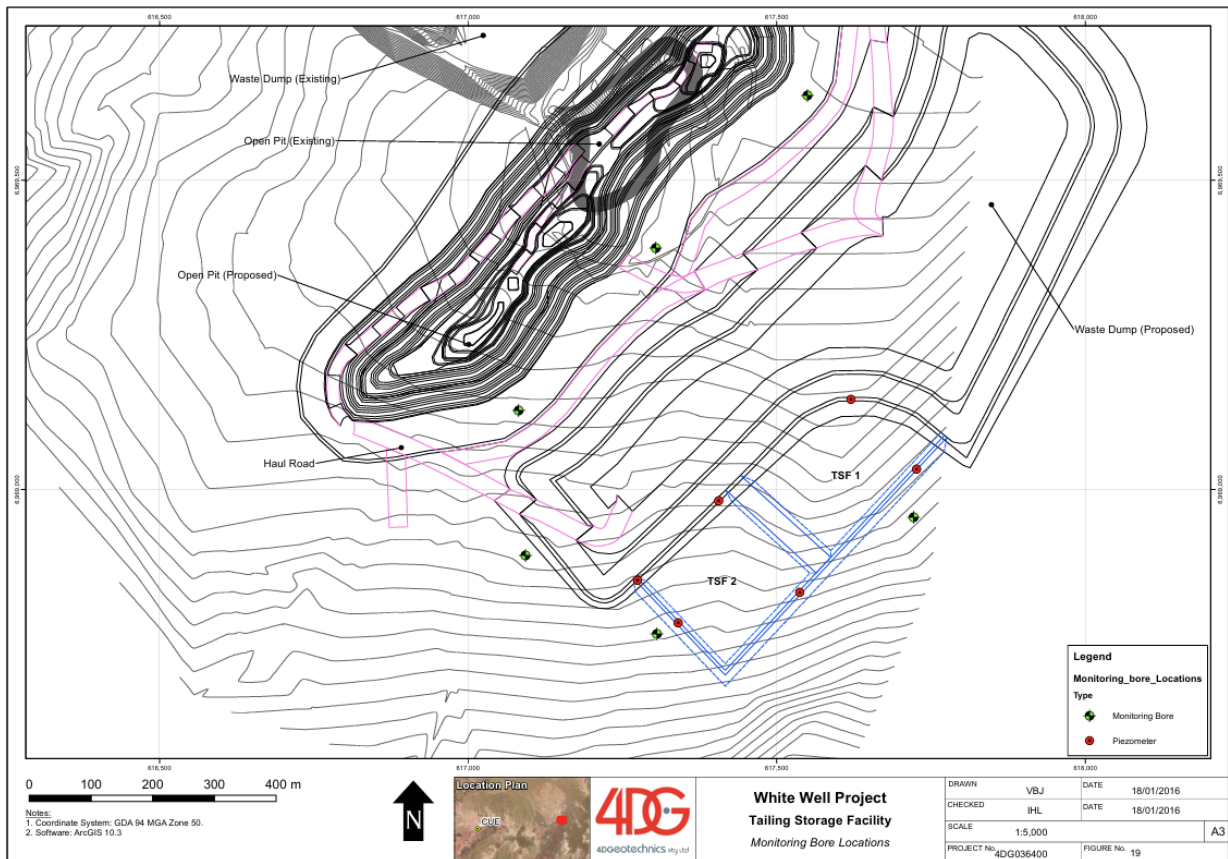 616,500 617,000 617,500 618,000
Waste Dump (Existing)
Open Pit (Existing)
6,969,500 6,969,500
Open Pit (Proposed)
Waste Dump (Proposed)
Haul Road
TSF 1
6,969,000 6,969,000
TSF 2
Legend
Monitoring_bore_Locations
Type
Monitoring Bore
Piezometer
616,500 617,000 617,500 618,000
0 100 200 300 400 m
Notes:
1. Coordinate System: GDA 94 MGA Zone 50.
2. Software: ArcGIS 10.3
N
Location Plan
CUE
4DG
4DGeotechnics pty Ltd
White Well Project
Tailing Storage Facility
Monitoring Bore Locations
DRAWN VBJ DATE 18/01/2016
CHECKED IHL DATE 18/01/2016
SCALE 1:5,000 A3
PROJECT No. 4DG036400 FIGURE No. 19